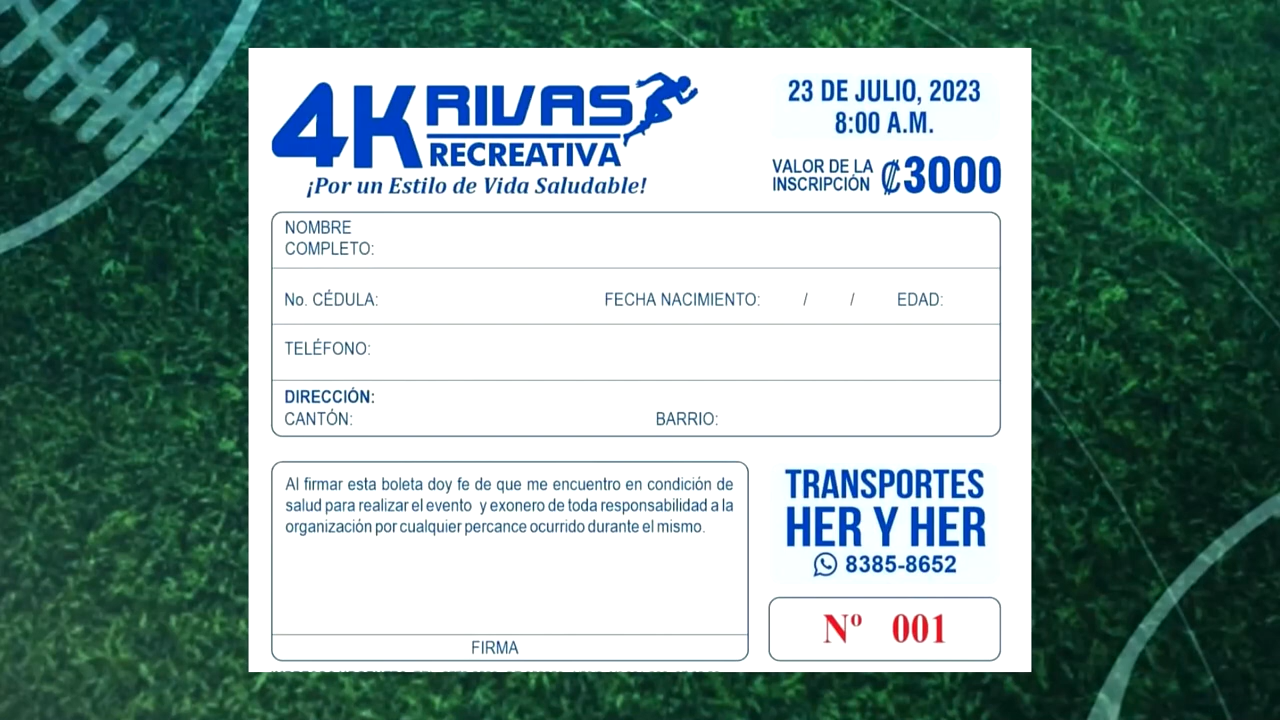 4K RIVAS
RECREATIVA
¡Por un Estilo de Vida Saludable!
23 DE JULIO, 2023
8:00 A.M.
VALOR DE LA
INSCRIPCIÓN ₡3000
NOMBRE
COMPLETO:
No. CÉDULA: FECHA NACIMIENTO: / / EDAD:
TELÉFONO:
DIRECCIÓN:
CANTÓN: BARRIO:
Al firmar esta boleta doy fe de que me encuentro en condición de
salud para realizar el evento y exonero de toda responsabilidad a la
organización por cualquier percance ocurrido durante el mismo.
FIRMA
TRANSPORTES
HER Y HER
8385-8652
Nº 001